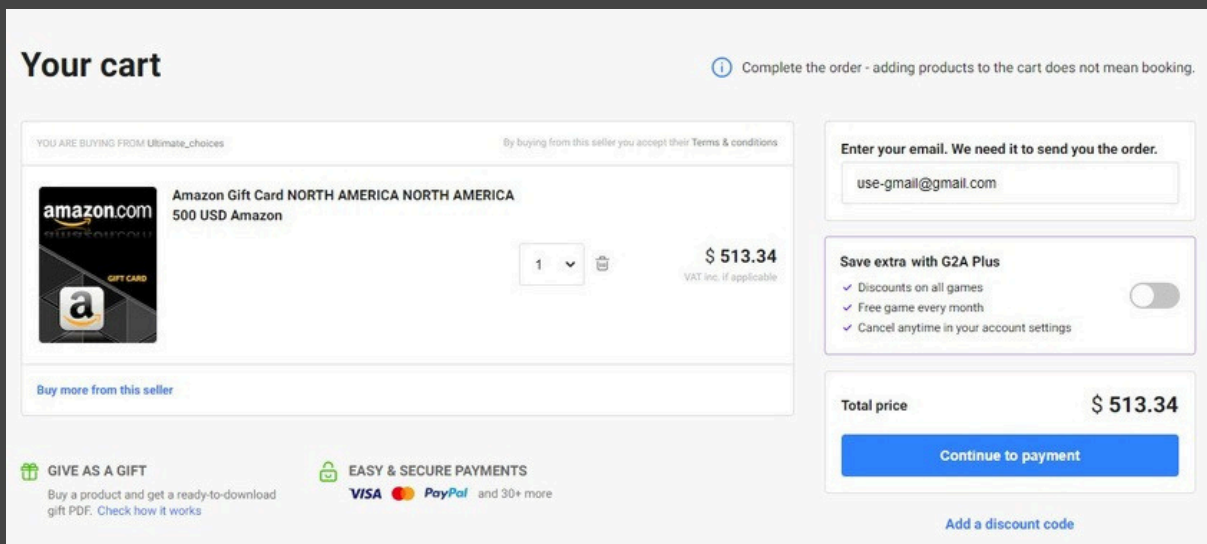 Your cart
Complete the order - adding products to the cart does not mean booking.
YOU ARE BUYING FROM Ultimate_choices
By buying from this seller you accept their Terms & conditions
amazon.com
GIFT CARD
a
Amazon Gift Card NORTH AMERICA NORTH AMERICA
500 USD Amazon
1
$ 513.34
VAT inc. if applicable
Buy more from this seller
GIVE AS A GIFT
Buy a product and get a ready-to-download
gift PDF. Check how it works
EASY & SECURE PAYMENTS
VISA PayPal and 30+ more
Enter your email. We need it to send you the order.
use-gmail@gmail.com
Save extra with G2A Plus
Discounts on all games
Free game every month
Cancel anytime in your account settings
Total price $ 513.34
Continue to payment
Add a discount code